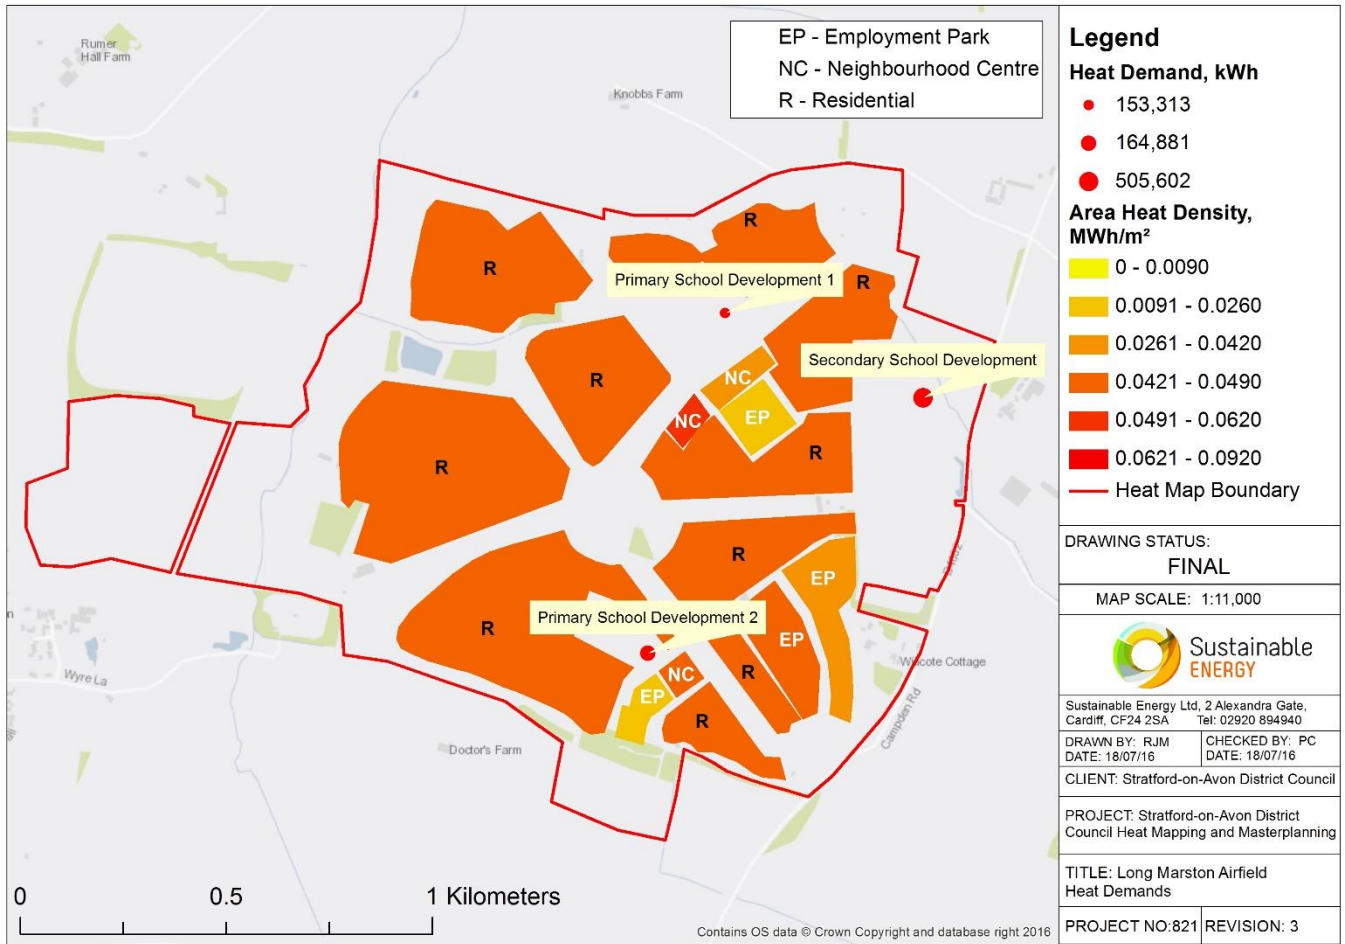 Rumer
Hall Farm
Knobbs Farm
EP - Employment Park
NC - Neighbourhood Centre
R - Residential
R
R
Primary School Development 1
R
R
Secondary School Development
NC
NC
EP
R
R
R
EP
Primary School Development 2
R
EP
NC
R
EP
R
Wyre La
Doctor's Farm
Wincote Cottage
Campden Rd
0
0.5
1 Kilometers
Contains OS data © Crown Copyright and database right 2016
Legend
Heat Demand, kWh
153,313
164,881
505,602
Area Heat Density,
MWh/m²
0 - 0.0090
0.0091 - 0.0260
0.0261 - 0.0420
0.0421 - 0.0490
0.0491 - 0.0620
0.0621 - 0.0920
Heat Map Boundary
DRAWING STATUS:
FINAL
MAP SCALE: 1:11,000
Sustainable
ENERGY
Sustainable Energy Ltd, 2 Alexandra Gate,
Cardiff, CF24 2SA Tel: 02920 894940
DRAWN BY: RJM
DATE: 18/07/16
CHECKED BY: PC
DATE: 18/07/16
CLIENT: Stratford-on-Avon District Council
PROJECT: Stratford-on-Avon District
Council Heat Mapping and Masterplanning
TITLE: Long Marston Airfield
Heat Demands
PROJECT NO:821
REVISION: 3